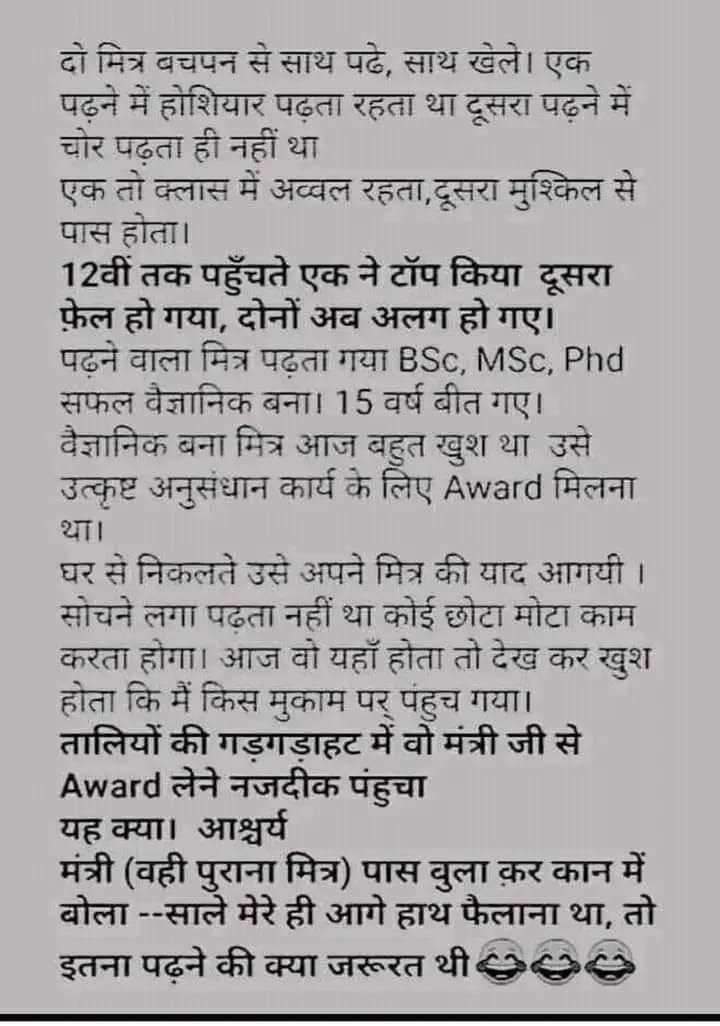 दो मित्र बचपन से साथ पढे, साथ खेले। एक
पढ़ने में होशियार पढ़ता रहता था दूसरा पढ़ने में
चोर पढ़ता ही नहीं था
एक तो क्लास में अव्वल रहता,दूसरा मुश्किल से
पास होता।
12वीं तक पहुँचते एक ने टॉप किया दूसरा
फ़ेल हो गया, दोनों अब अलग हो गए।
पढ़ने वाला मित्र पढ़ता गया BSc, MSc, Phd
सफल वैज्ञानिक बना। 15 वर्ष बीत गए।
वैज्ञानिक बना मित्र आज बहुत खुश था उसे
उत्कृष्ट अनुसंधान कार्य के लिए Award मिलना
था।
घर से निकलते उसे अपने मित्र की याद आगयी ।
सोचने लगा पढ़ता नहीं था कोई छोटा मोटा काम
करता होगा। आज वो यहाँ होता तो देख कर खुश
होता कि मैं किस मुकाम पर् पंहुच गया।
तालियों की गड़गड़ाहट में वो मंत्री जी से
Award लेने नजदीक पंहुचा
यह क्या। आश्चर्य
मंत्री (वही पुराना मित्र) पास बुला क़र कान में
बोला --साले मेरे ही आगे हाथ फैलाना था, तो
इतना पढ़ने की क्या जरूरत थी😂😂😂